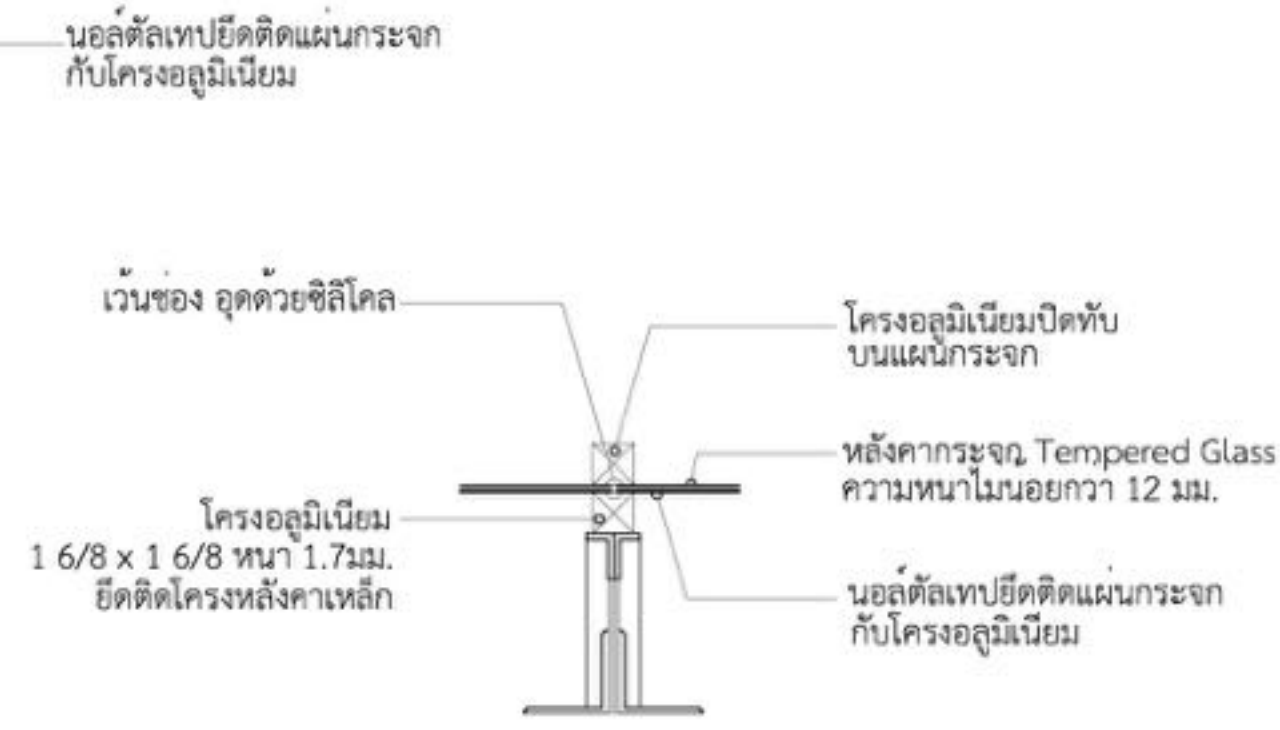 นอล์ตัลเทปยึดติดแผ่นกระจก
กับโครงอลูมิเนียม
เว้นช่อง อุดด้วยซิลิโคล
โครงอลูมิเนียมปิดทับ
บนแผ่นกระจก
หลังคากระจก Tempered Glass
ความหนาไม่น้อยกว่า 12 มม.
โครงอลูมิเนียม
1 6/8 x 1 6/8 หนา 1.7มม.
ยึดติดโครงหลังคาเหล็ก
นอล์ตัลเทปยึดติดแผ่นกระจก
กับโครงอลูมิเนียม